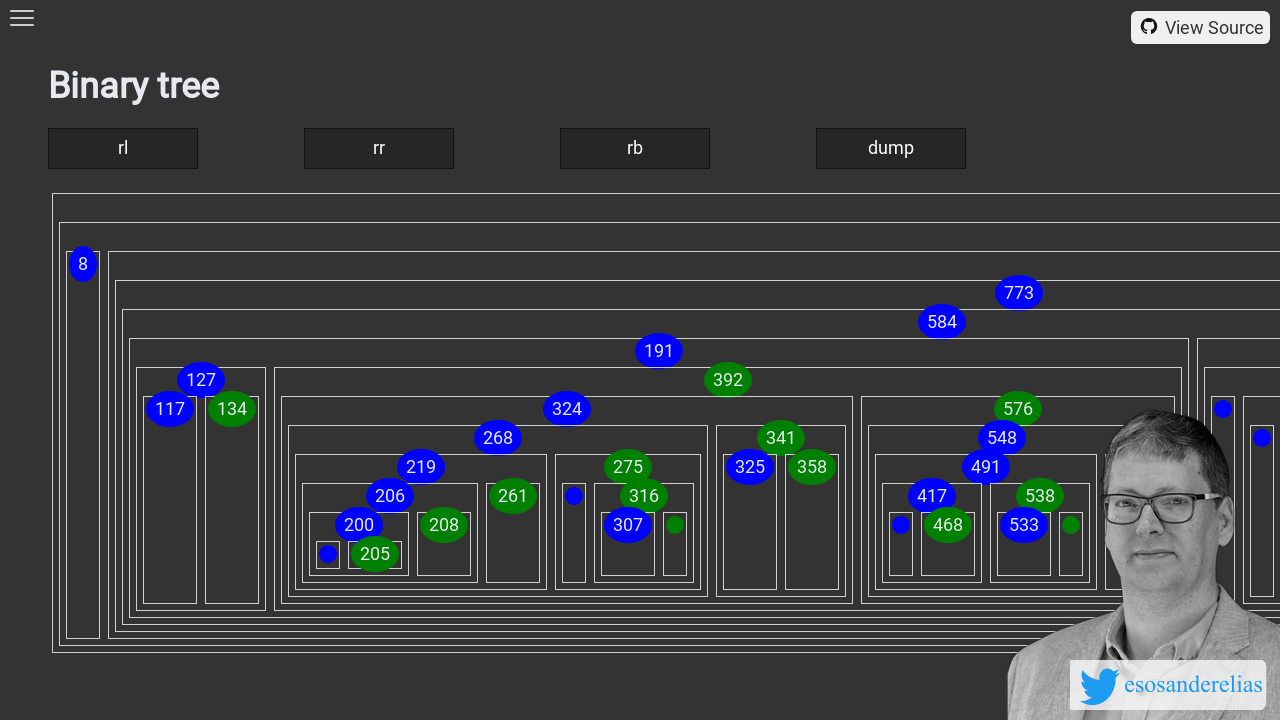 View Source
Binary tree
rl rr rb dump
8
773
584
191
127 392
117 134 324 576
268 341 548
219 275 325 358 491
206 261 316 417 538
200 208 307 468 533
205
esosanderelias